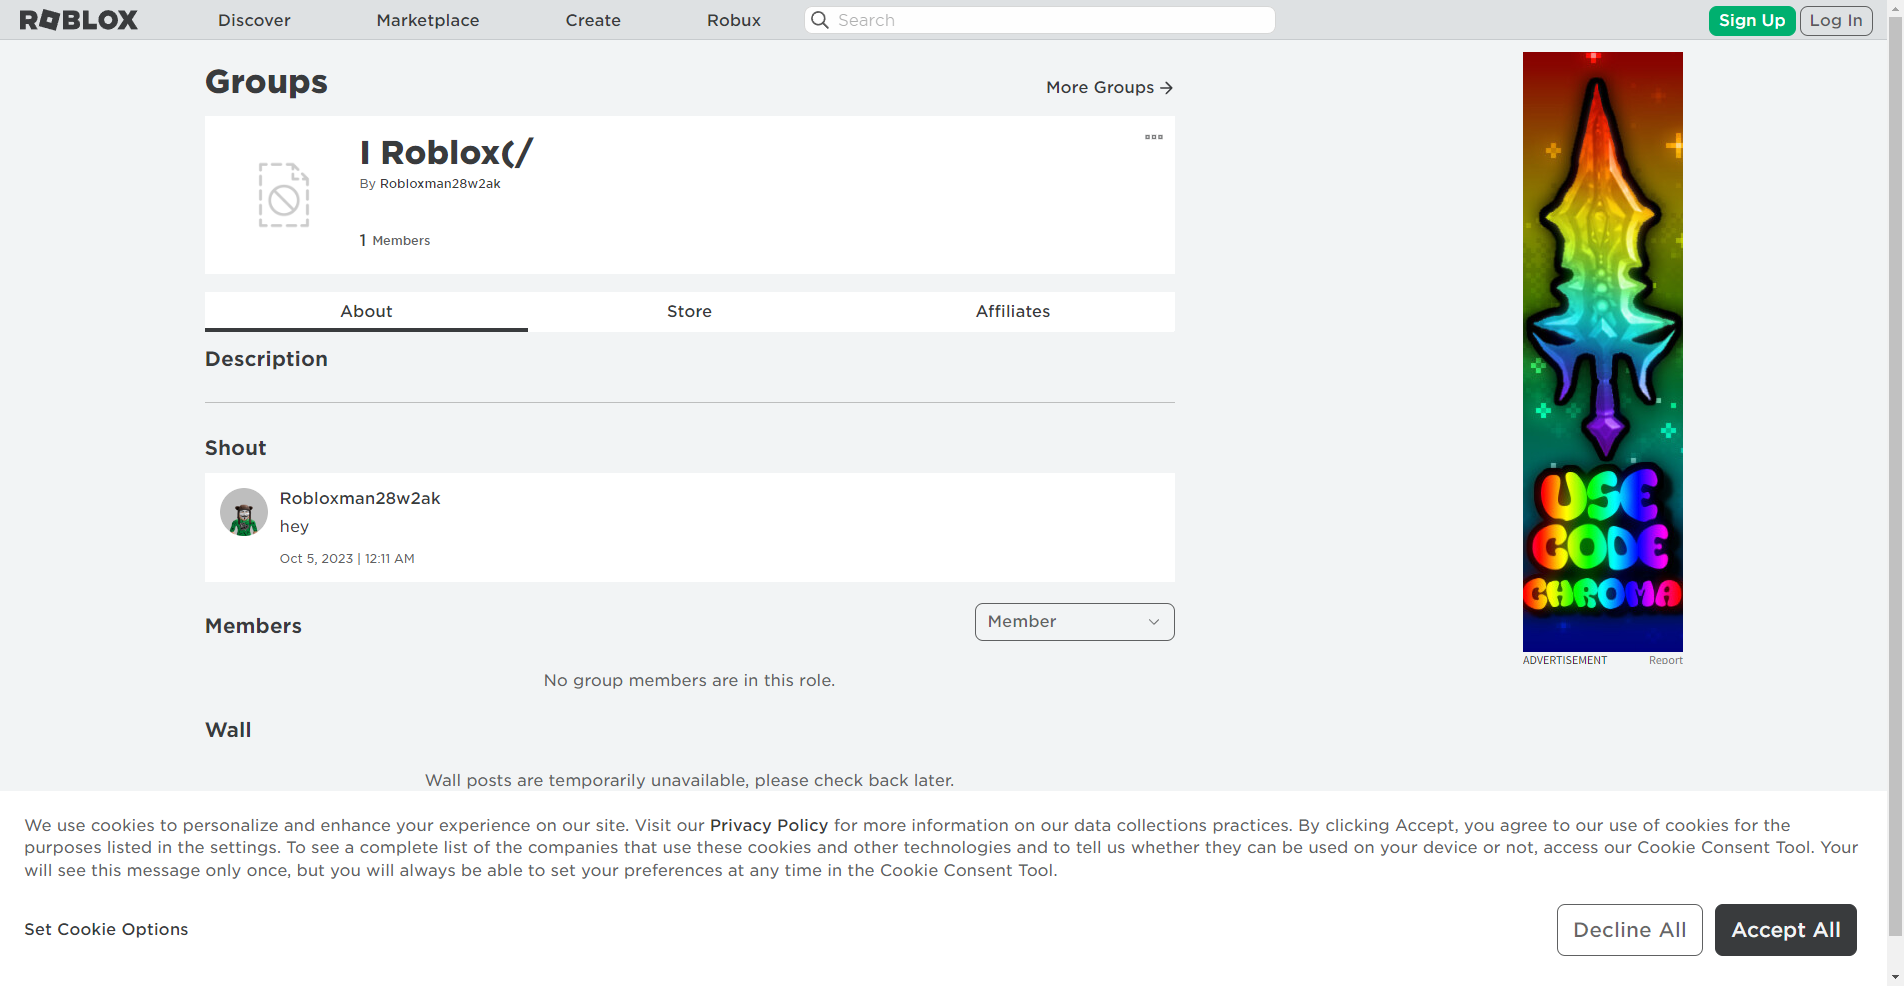 ROBLOX
Discover
Marketplace
Create
Robux
Search
Sign Up
Log In
Groups
More Groups
I Roblox(/
By Robloxman28w2ak
1 Members
About
Store
Affiliates
Description
Shout
Robloxman28w2ak
hey
Oct 5, 2023 | 12:11 AM
Members
Member
No group members are in this role.
Wall
Wall posts are temporarily unavailable, please check back later.
USE
CODE
CHROMA
ADVERTISEMENT
Report
We use cookies to personalize and enhance your experience on our site. Visit our Privacy Policy for more information on our data collections practices. By clicking Accept, you agree to our use of cookies for the
purposes listed in the settings. To see a complete list of the companies that use these cookies and other technologies and to tell us whether they can be used on your device or not, access our Cookie Consent Tool. Your
will see this message only once, but you will always be able to set your preferences at any time in the Cookie Consent Tool.
Set Cookie Options
Decline All
Accept All